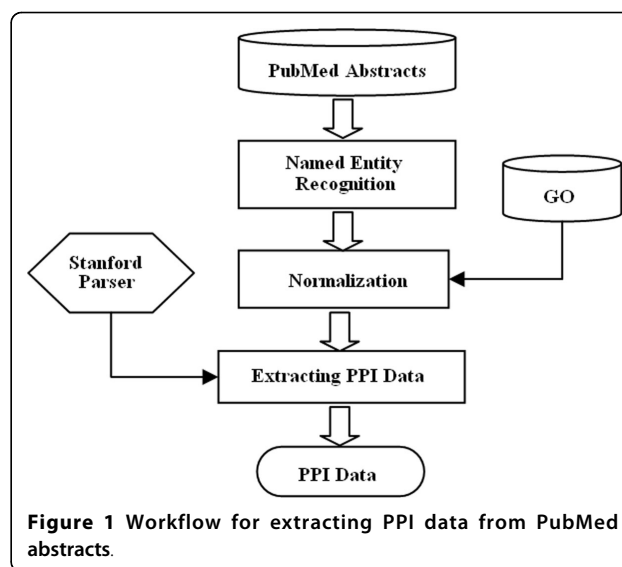 PubMed Abstracts
Named Entity
Recognition
GO
Stanford
Parser
Normalization
Extracting PPI Data
PPI Data
Figure 1 Workflow for extracting PPI data from PubMed
abstracts.